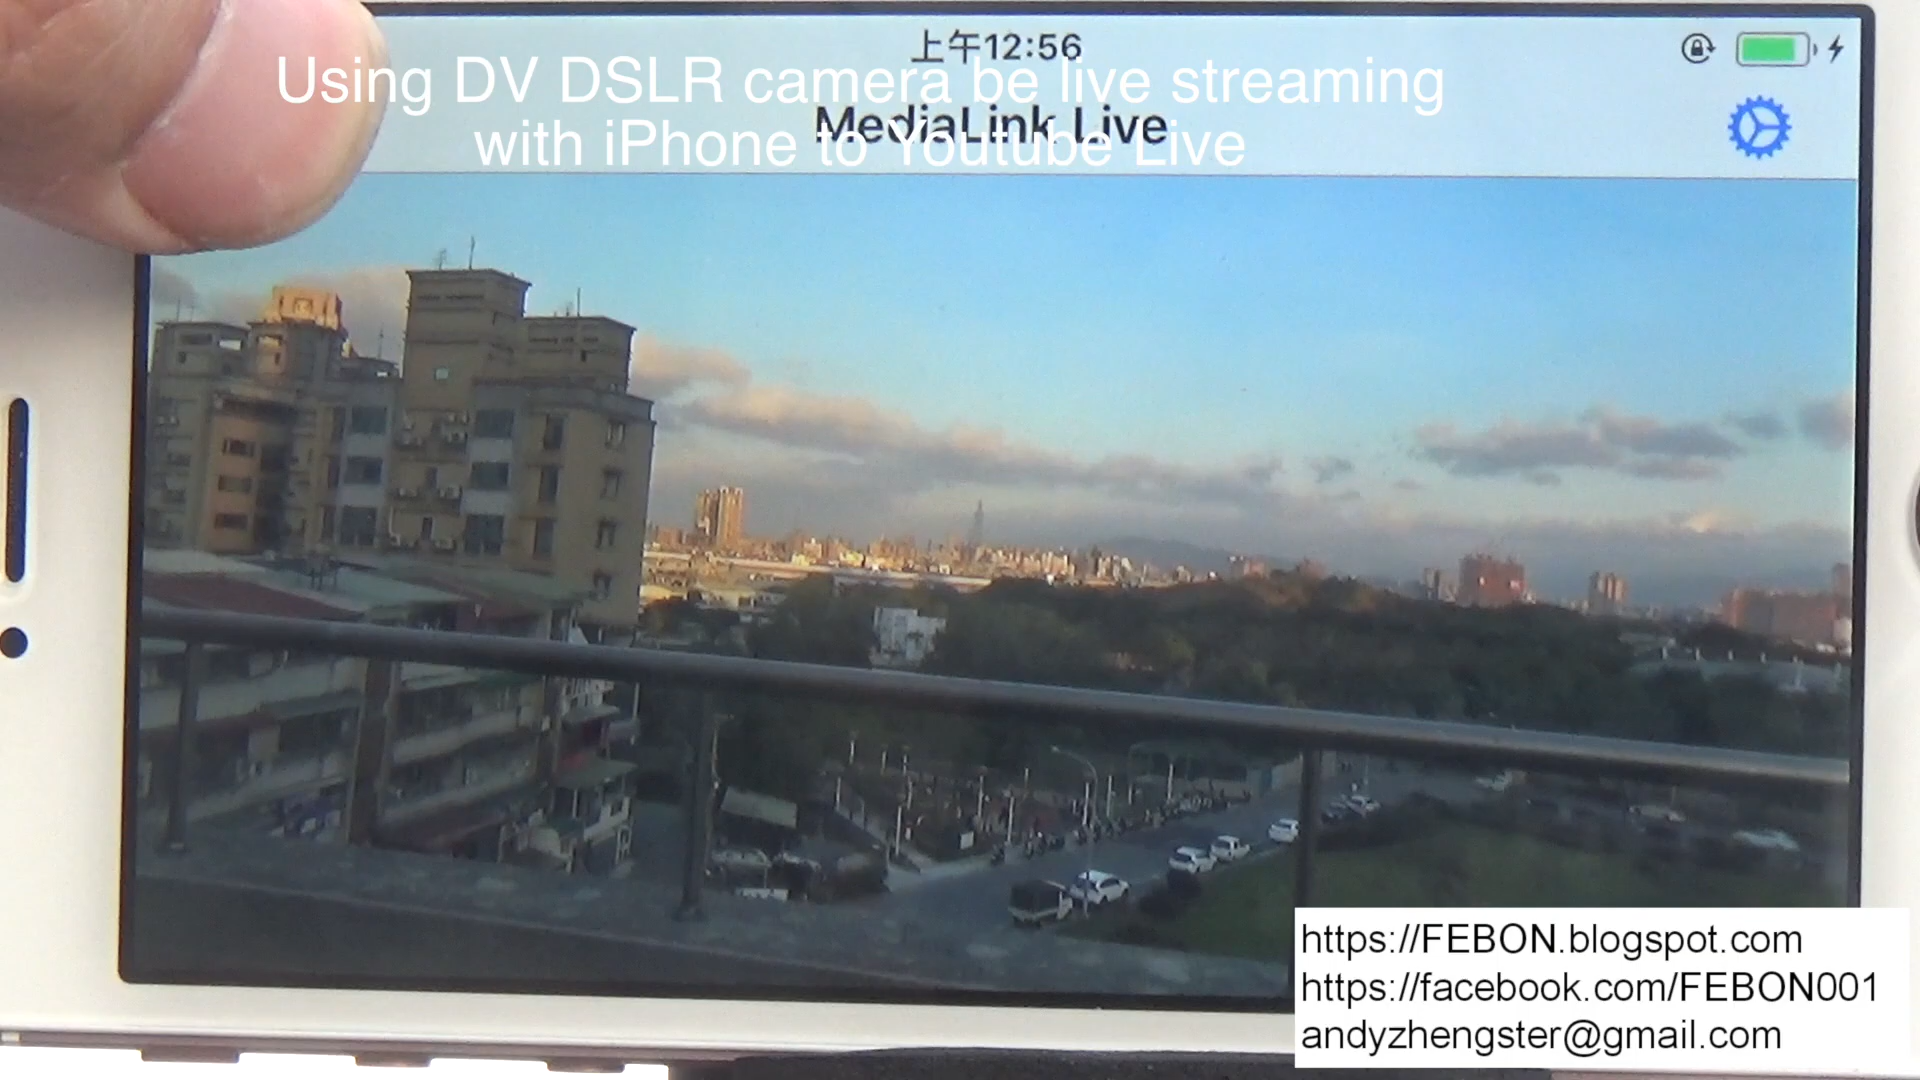 上午12:56
Using DV DSLR camera be live streaming
MediaLink Live
with iPhone to Youtube Live
https://FEBON.blogspot.com
https://facebook.com/FEBON001
andyzhengster@gmail.com